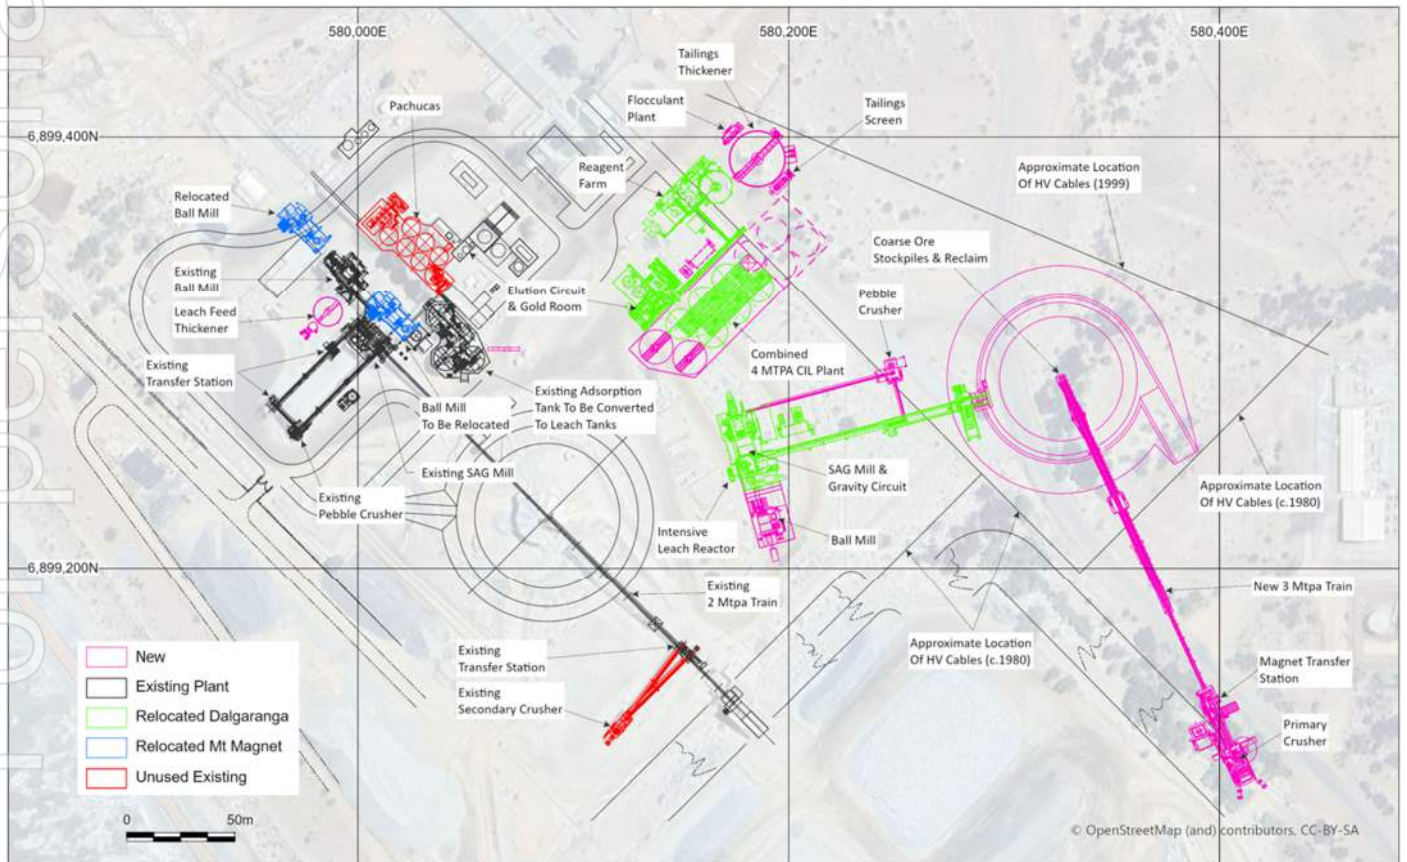 580,000E
580,200E
580,400E
6,899,400N
6,899,200N
Tailings
Thickener
Flocculant
Plant
Tailings
Screen
Pachucas
Reagent
Farm
Approximate Location
Of HV Cables (1999)
Relocated
Ball Mill
Coarse Ore
Stockpiles & Reclaim
Existing
Ball Mill
Elution Circuit
& Gold Room
Pebble
Crusher
Leach Feed
Thickener
Combined
4 MTPA CIL Plant
Existing
Transfer Station
Existing Adsorption
Tank To Be Converted
To Leach Tanks
Ball Mill
To Be Relocated
Existing SAG Mill
SAG Mill &
Gravity Circuit
Approximate Location
Of HV Cables (c.1980)
Existing
Pebble Crusher
Intensive
Leach Reactor
Ball Mill
Existing
2 Mtpa Train
New 3 Mtpa Train
Approximate Location
Of HV Cables (c.1980)
Existing
Transfer Station
Existing
Secondary Crusher
Magnet Transfer
Station
Primary
Crusher
New
Existing Plant
Relocated Dalgaranga
Relocated Mt Magnet
Unused Existing
0 50m
© OpenStreetMap (and) contributors, CC-BY-SA